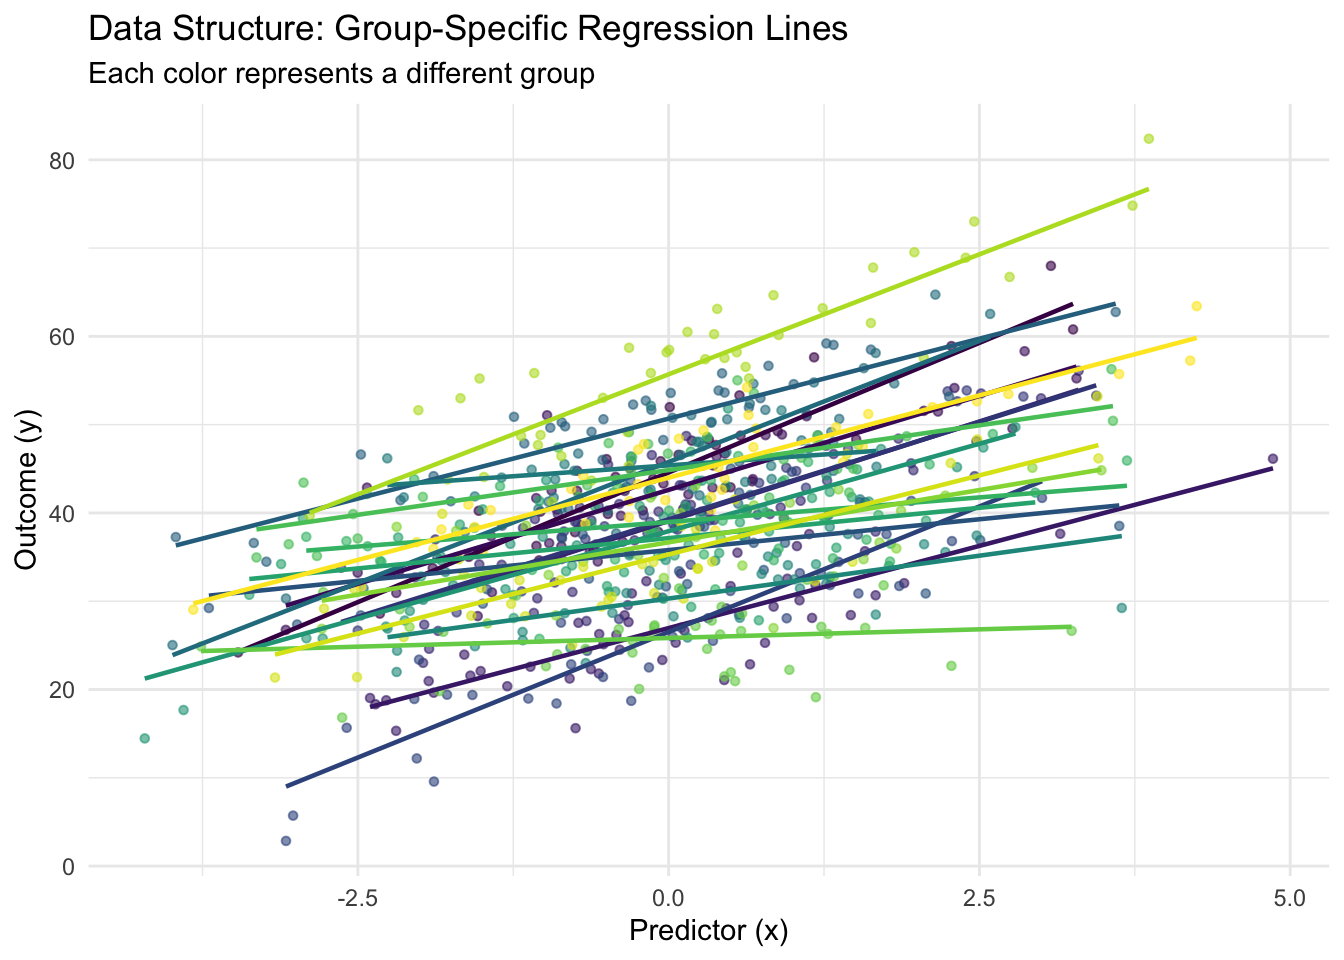 Data Structure: Group-Specific Regression Lines
Each color represents a different group
Outcome (y)
80
60
40
20
0
-2.5
0.0
2.5
5.0
Predictor (x)